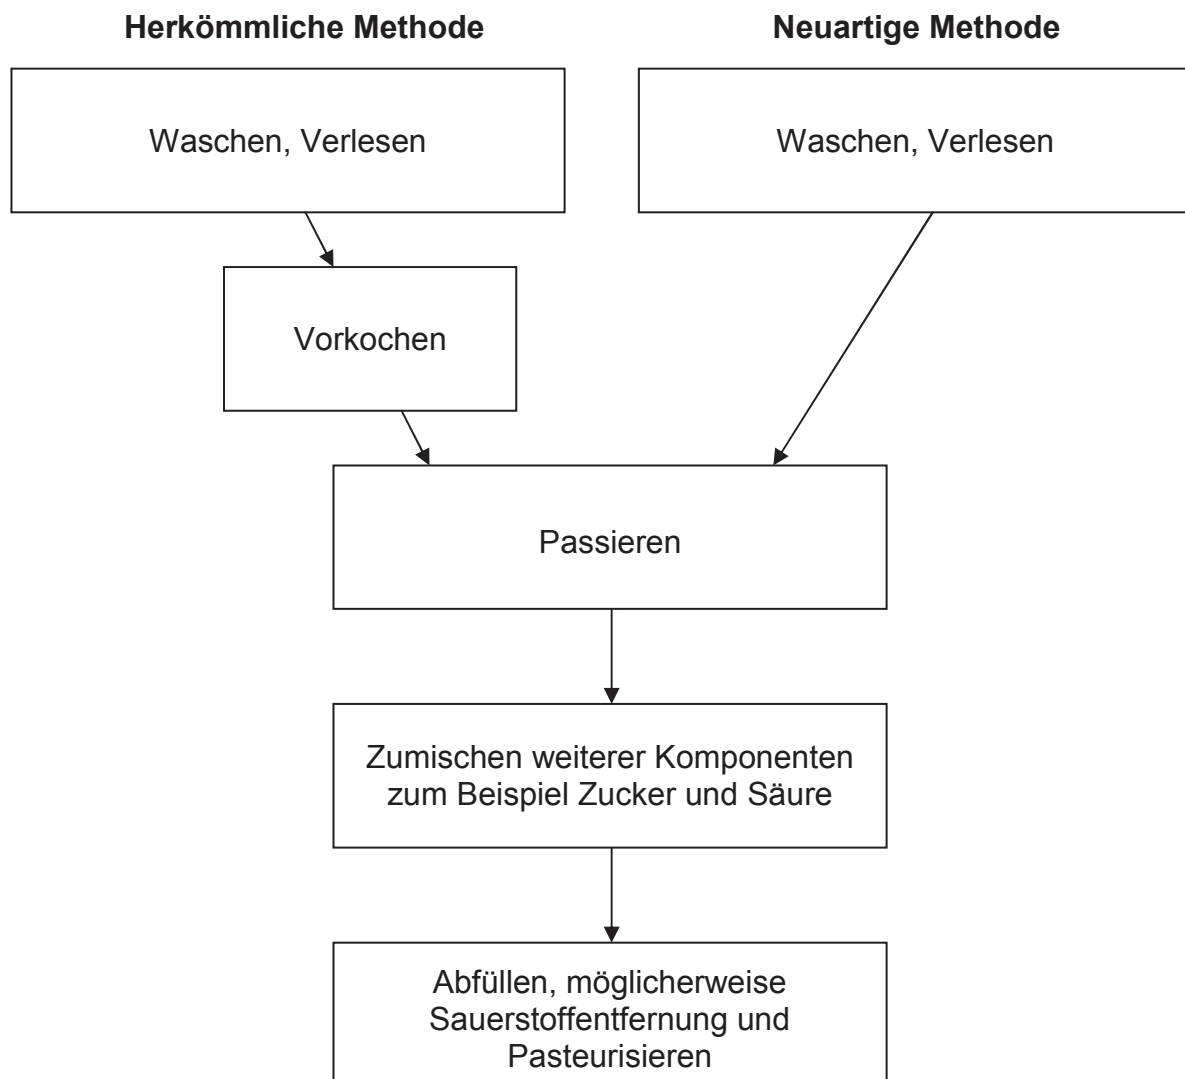 Herkömmliche Methode
Neuartige Methode
Waschen, Verlesen
Waschen, Verlesen
Vorkochen
Passieren
Zumischen weiterer Komponenten
zum Beispiel Zucker und Säure
Abfüllen, möglicherweise
Sauerstoffentfernung und
Pasteurisieren